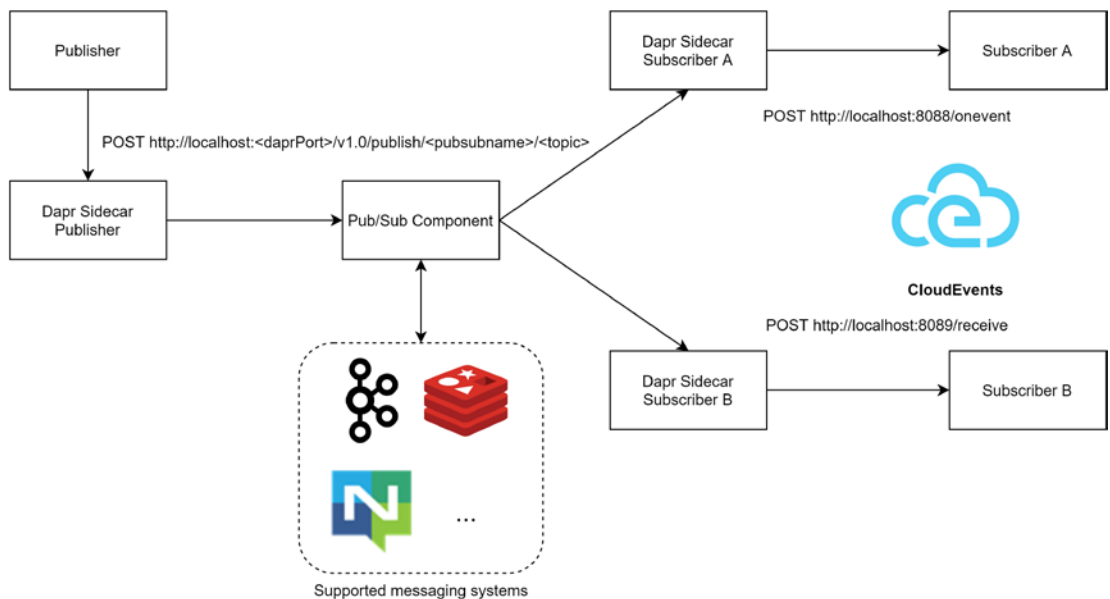 Publisher
Dapr Sidecar
Subscriber A
Subscriber A
POST http://localhost:<daprPort>/v1.0/publish/<pubsubname>/<topic>
POST http://localhost:8088/onevent
Dapr Sidecar
Publisher
Pub/Sub Component
CloudEvents
POST http://localhost:8089/receive
Dapr Sidecar
Subscriber B
Subscriber B
N
...
Supported messaging systems